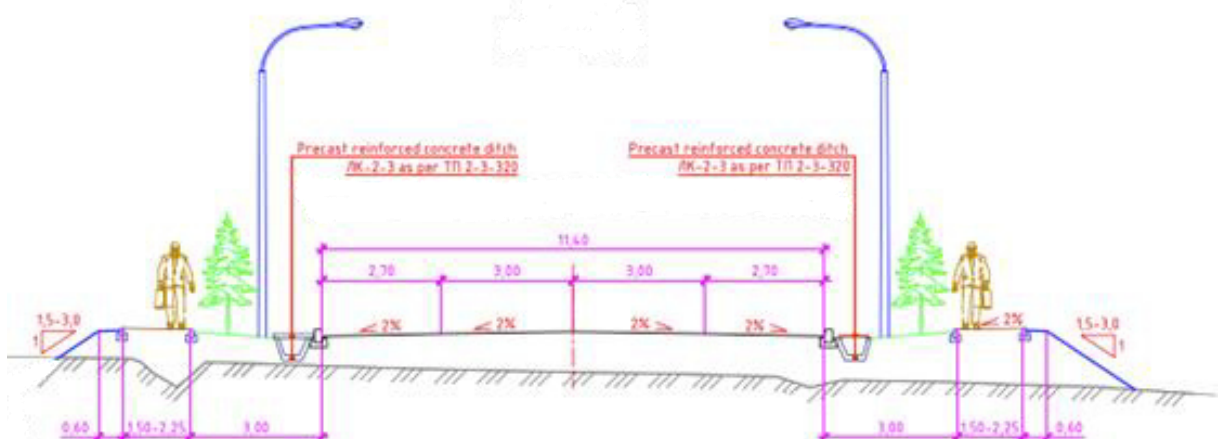 Precast reinforced concrete ditch
ЛК-2-3 as per ТП 2-3-320
Precast reinforced concrete ditch
ЛК-2-3 as per ТП 2-3-320
11,40
2,70 3,00 3,00 2,70
1,5-3,0
1
2% 2% 2% 2%
2%
1,5-3,0
1
0,60 1.50-2,25 3,00 3,00 1,50-2,25 0,60